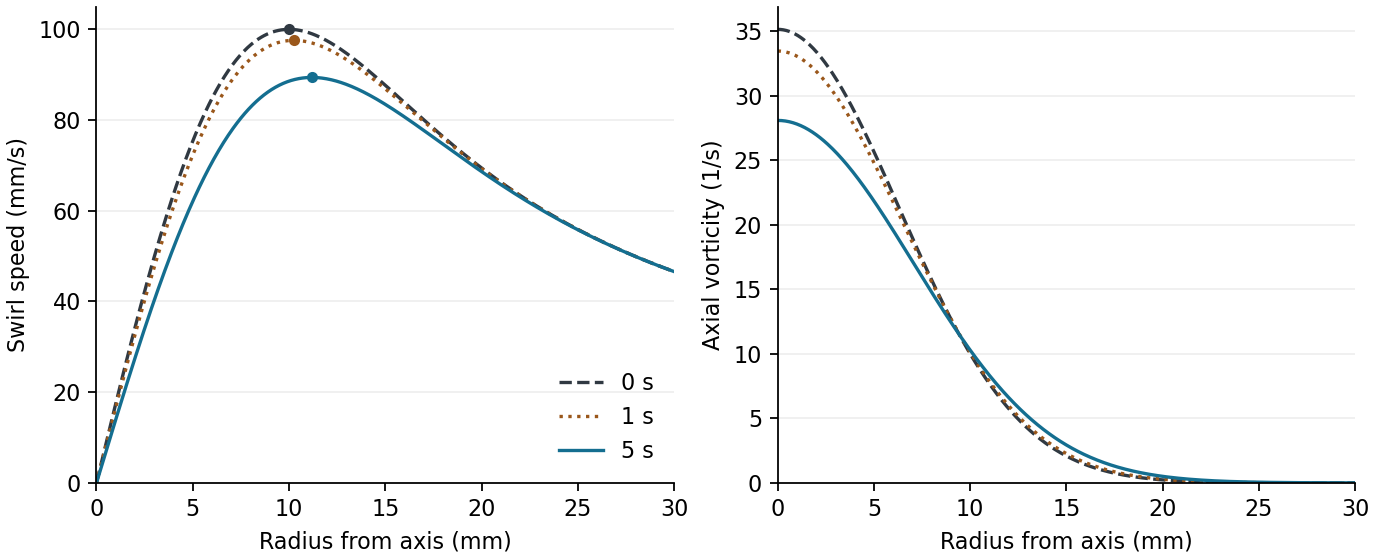 100
80
60
40
20
0
Swirl speed (mm/s)
0 s
1 s
5 s
0 5 10 15 20 25 30
Radius from axis (mm)
35
30
25
20
15
10
5
0
Axial vorticity (1/s)
0 5 10 15 20 25 30
Radius from axis (mm)